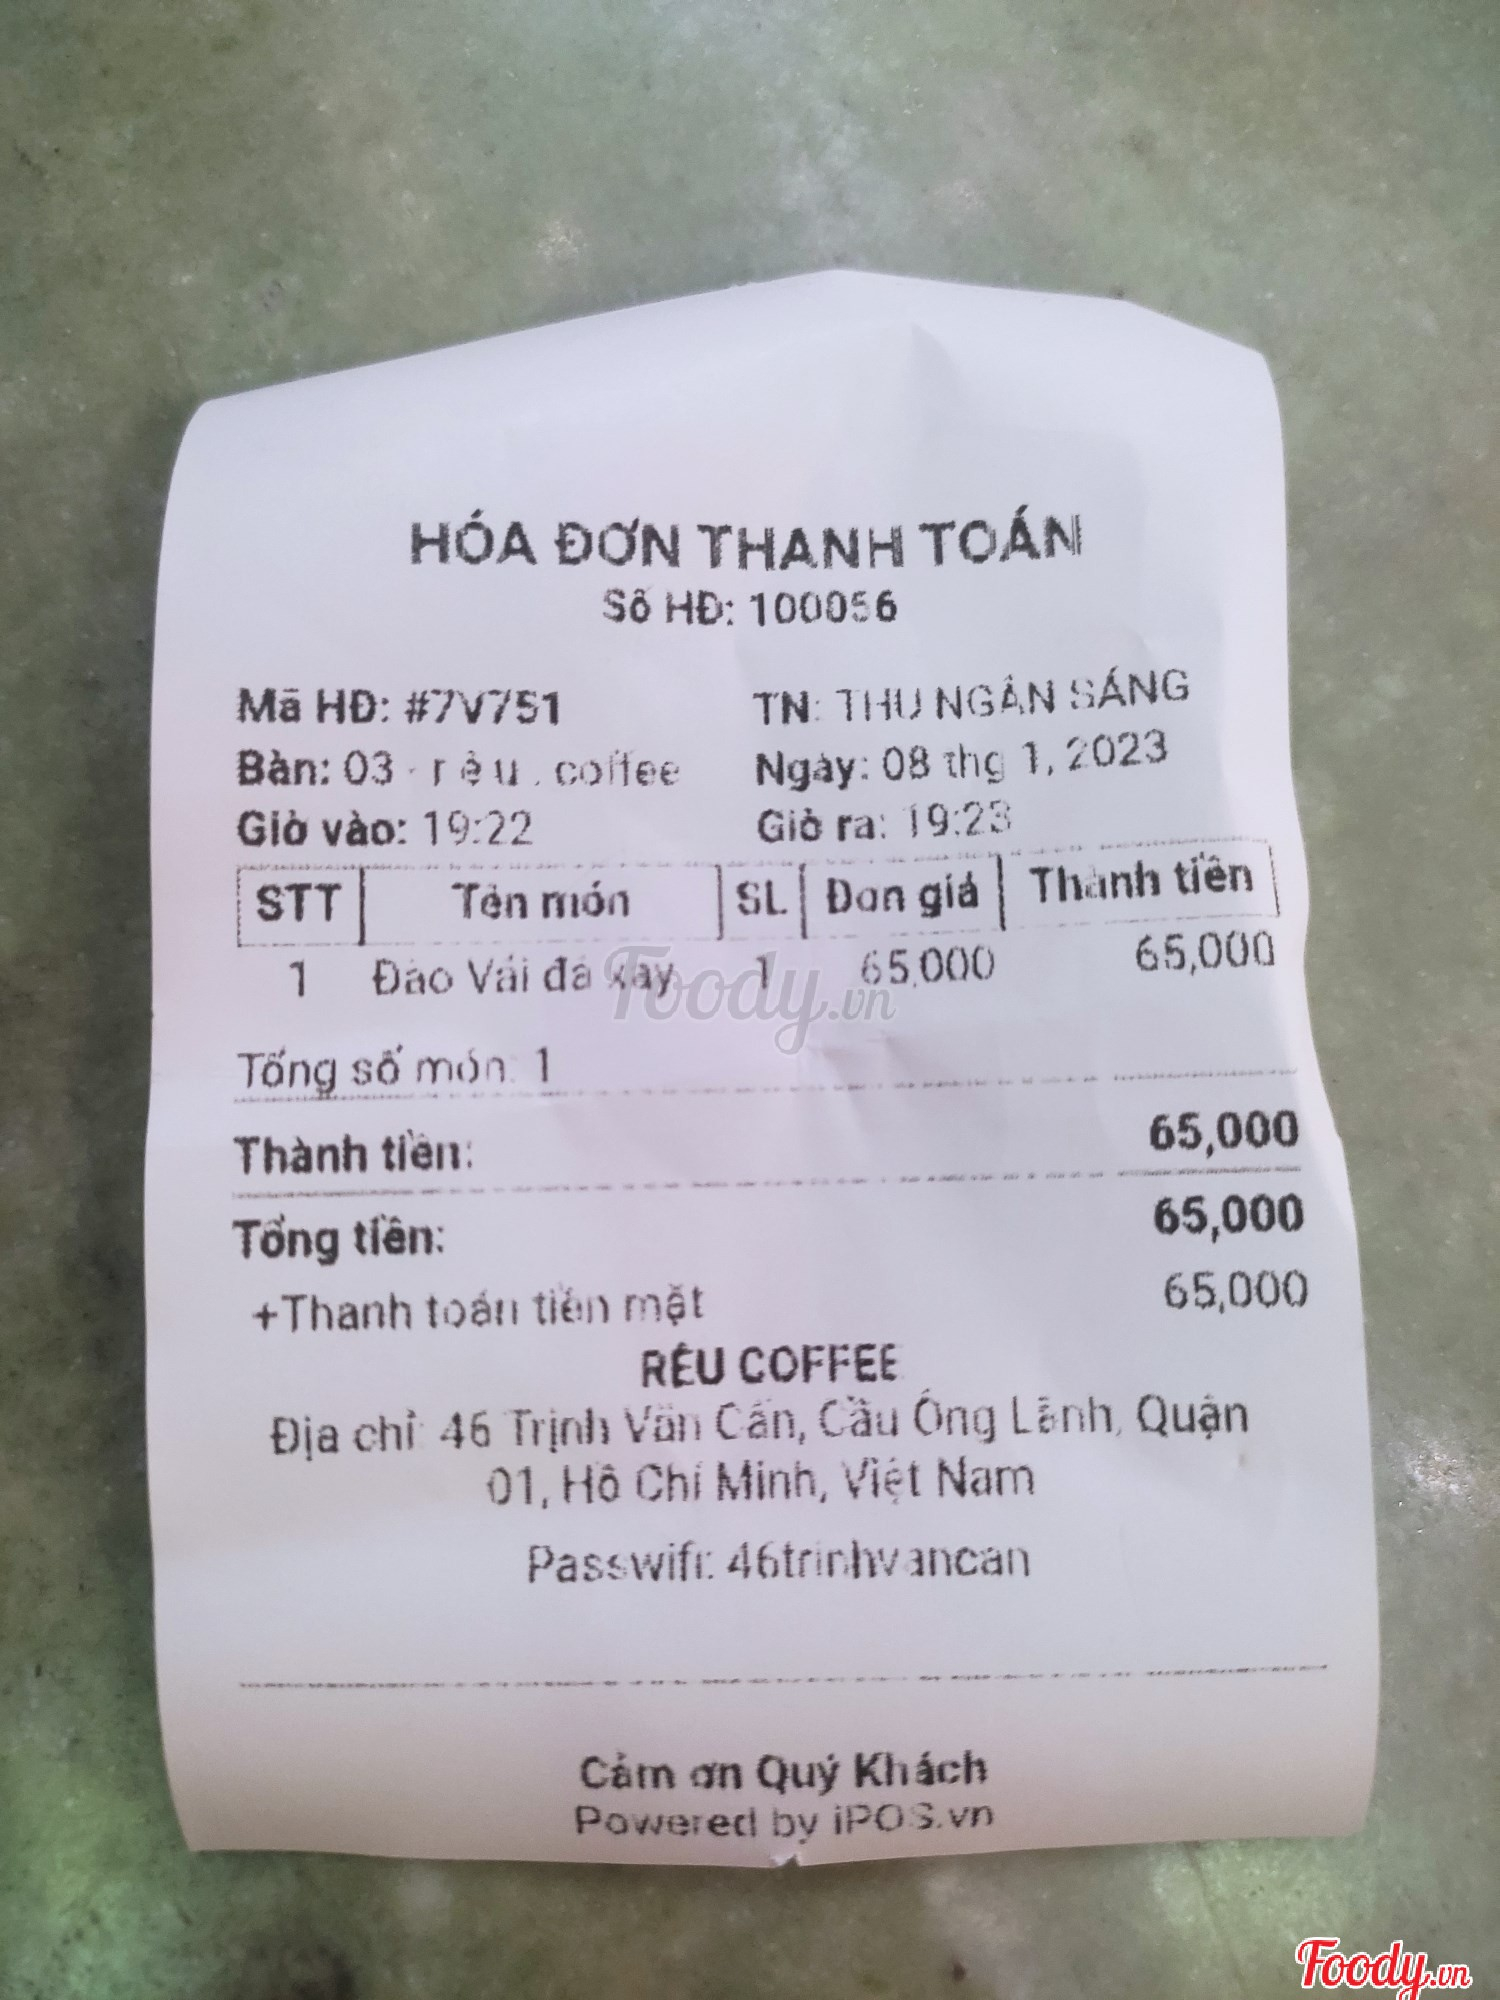 HÓA ĐƠN THANH TOÁN
Số HĐ: 100056
Mã HĐ: #7V751 TN: THU NGÂN SÁNG
Bàn: 03 - r ê u . coffee Ngày: 08 thg 1, 2023
Giờ vào: 19:22 Giờ ra: 19:23
STT Tên món SL Đơn giá Thành tiền
1 Đào Vải đá xay 1 65,000 65,000
Foody.vn
Tổng số món: 1
Thành tiền: 65,000
Tổng tiền: 65,000
+Thanh toán tiền mặt 65,000
RÊU COFFEE
Địa chỉ: 46 Trịnh Văn Cấn, Cầu Ông Lãnh, Quận
01, Hồ Chí Minh, Việt Nam
Passwifi: 46trinhvancan
Cảm ơn Quý Khách
Powered by iPOS.vn
Foody.vn